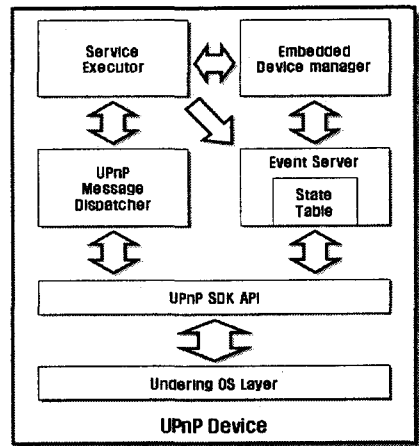 Service
Executor
Embedded
Device manager
UPnP
Message
Dispatcher
Event Server
State
Table
UPnP SDK API
Undering OS Layer
UPnP Device